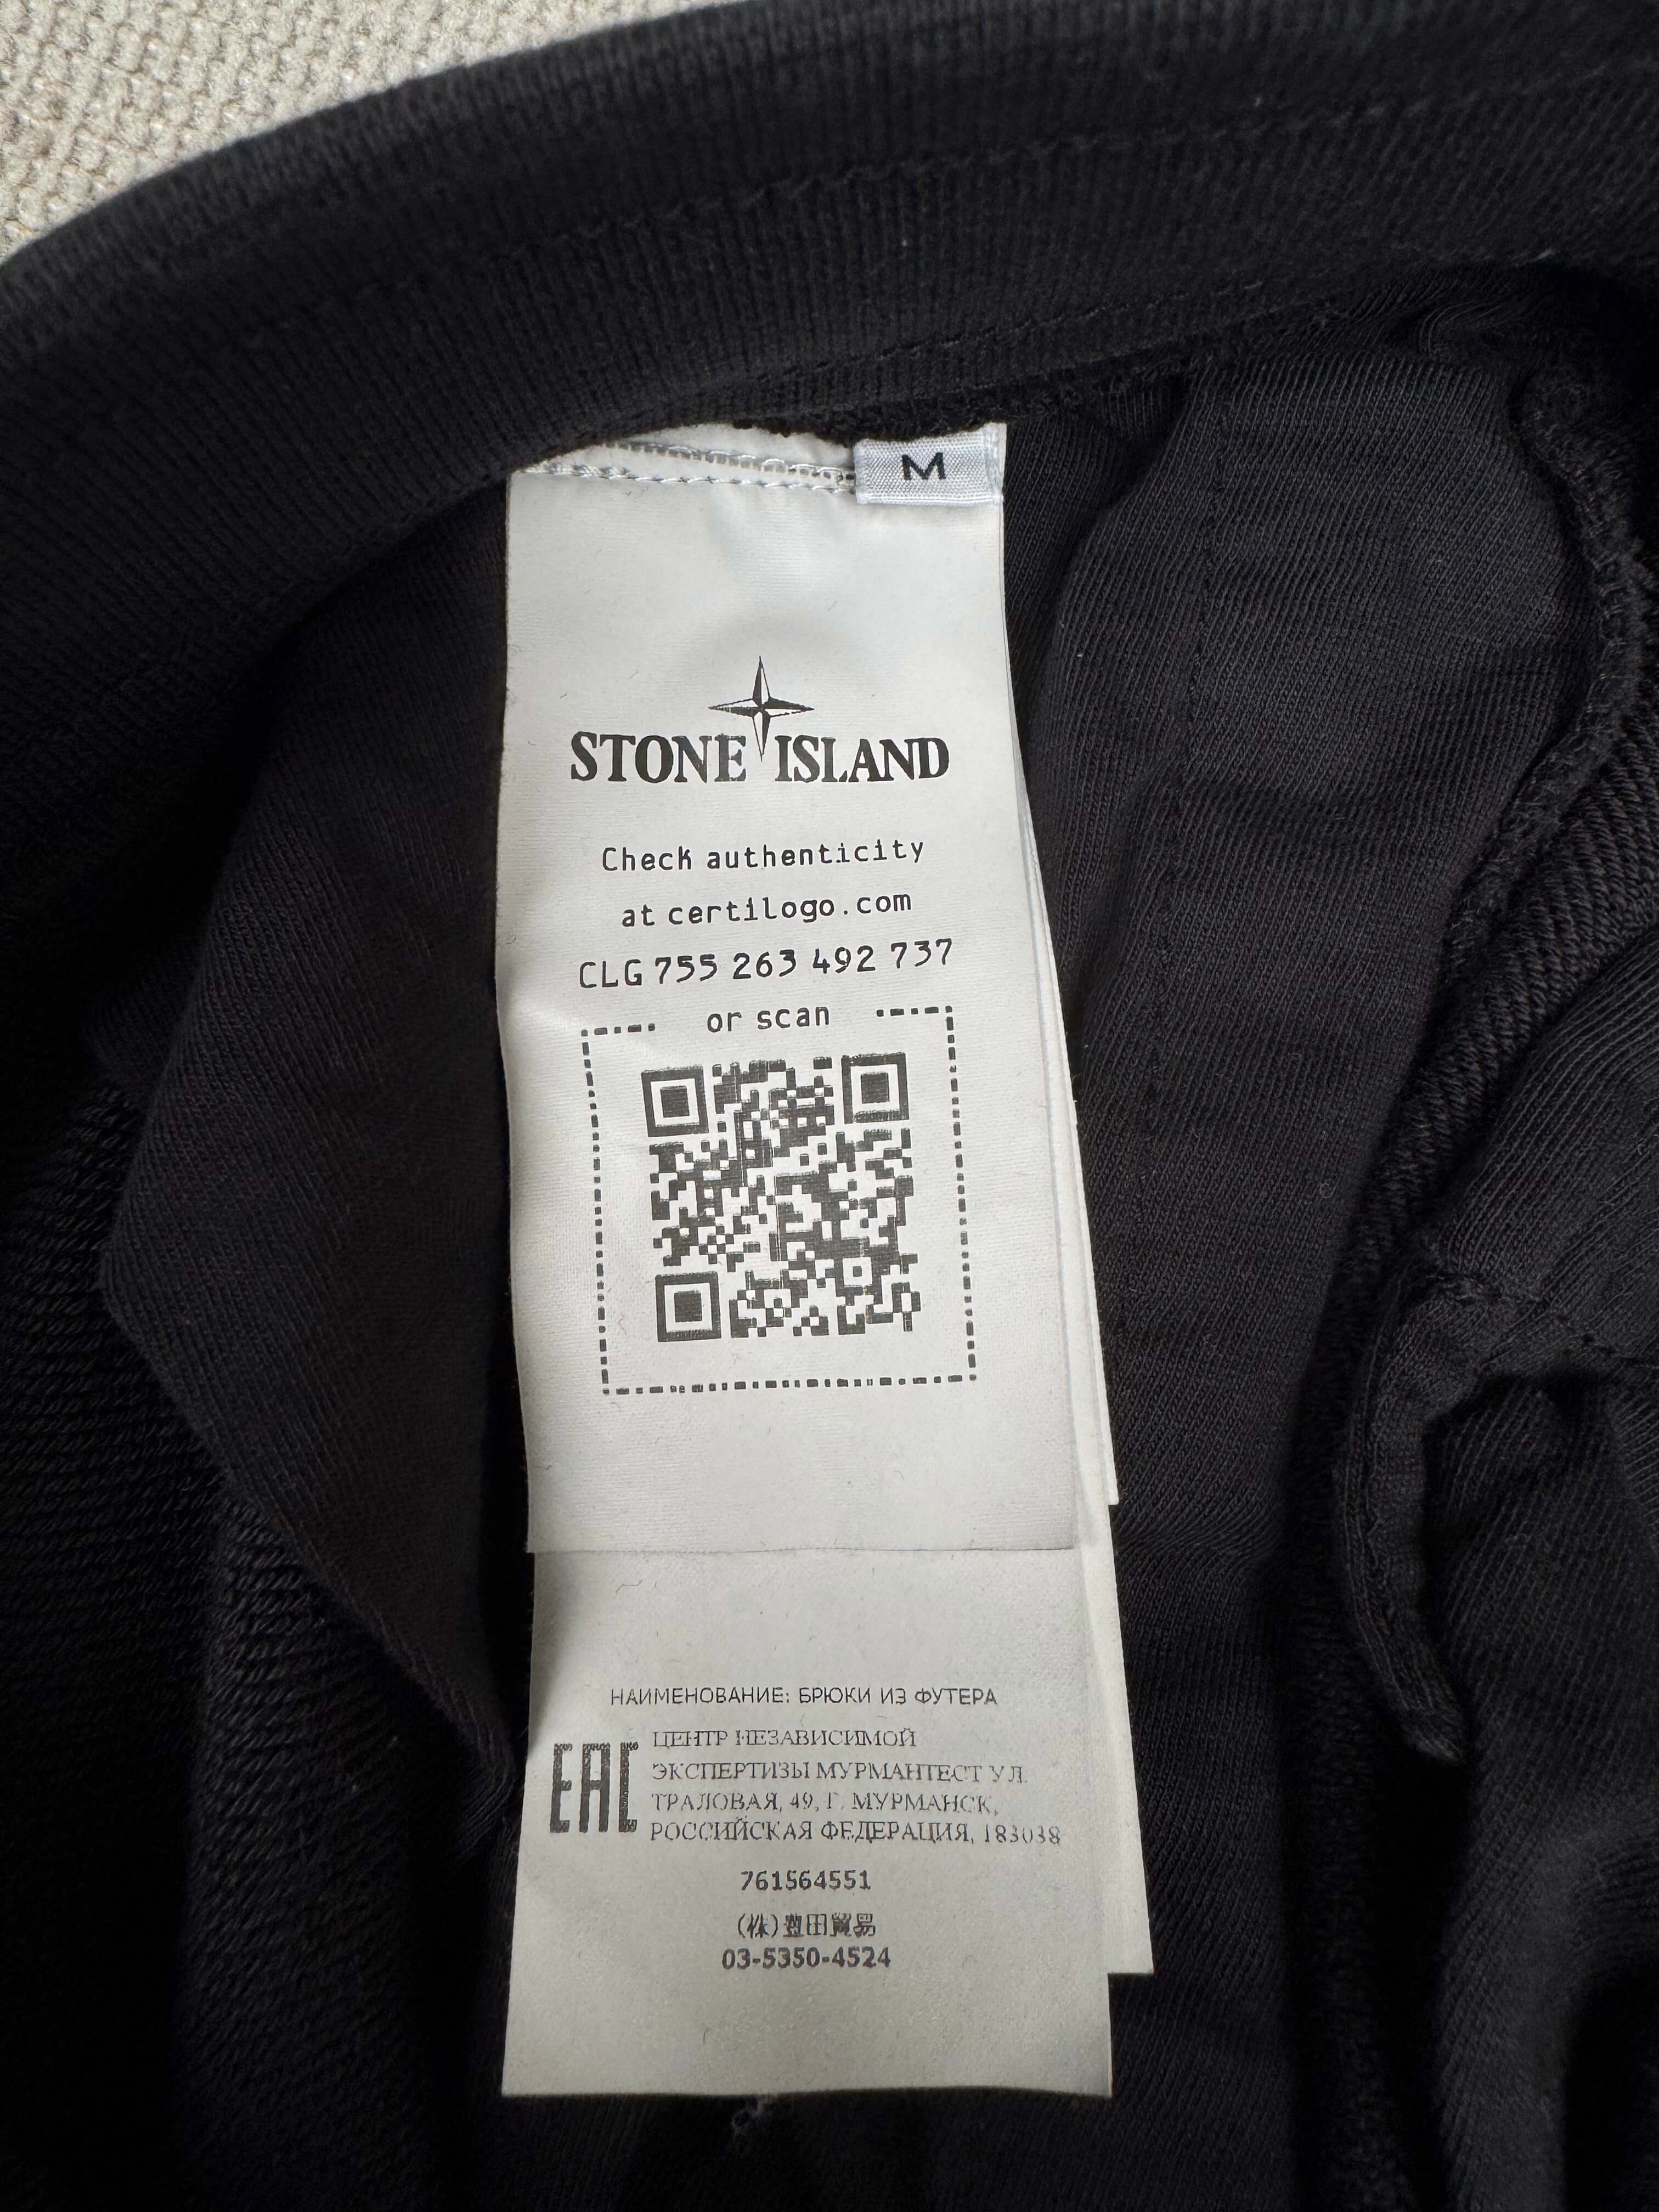 M
STONE ISLAND
Check authenticity
at certilogo.com
CLG 755 263 492 737
or scan
НАИМЕНОВАНИЕ: БРЮКИ ИЗ ФУТЕРА
EAC
ЦЕНТР НЕЗАВИСИМОЙ
ЭКСПЕРТИЗЫ МУРМАНТЕСТ УЛ.
ТРАЛОВАЯ, 49, Г. МУРМАНСК,
РОССИЙСКАЯ ФЕДЕРАЦИЯ, 183038
761564551
(株)豊田貿易
03-5350-4524